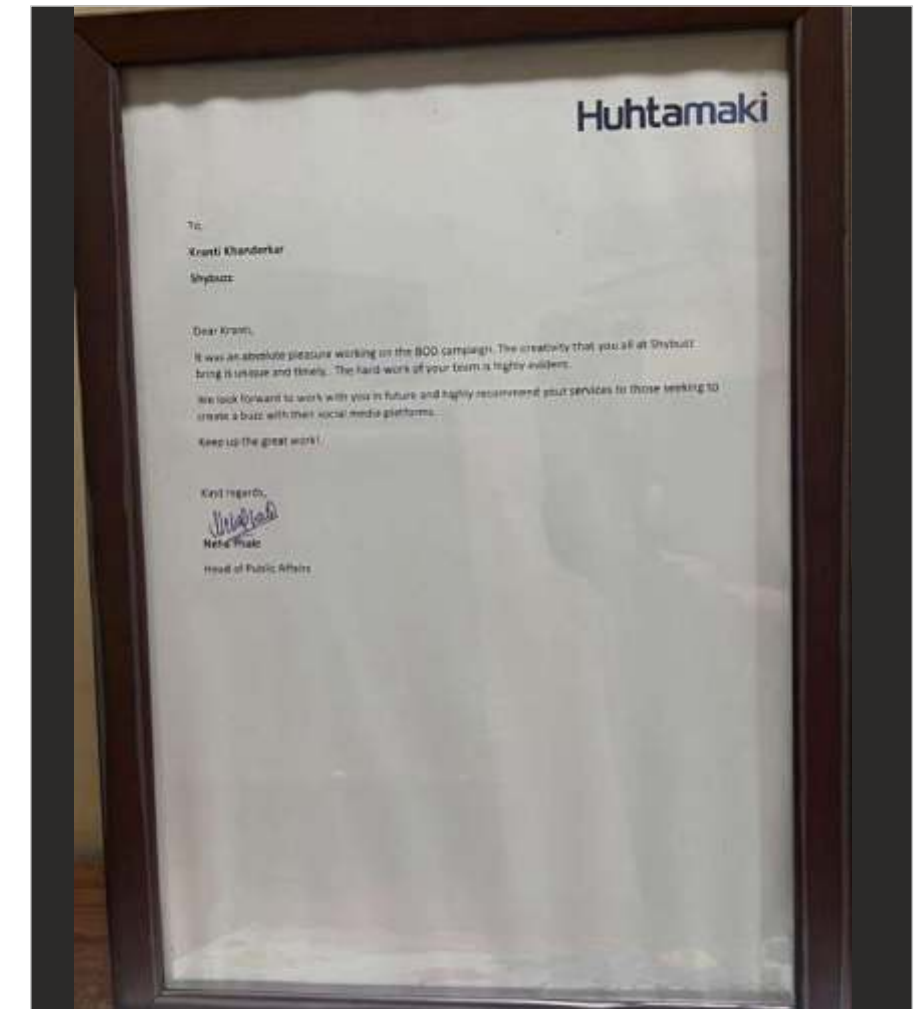 Huhtamaki
To,
Kranti Khanderkar
Shybuzz
Dear Kranti,
It was an absolute pleasure working on the BOD campaign. The creativity that you all at Shybuzz
bring is unique and timely. The hard work of your team is highly evident.
We look forward to work with you in future and highly recommend your services to those seeking to
create a buzz with their social media platforms.
Keep up the great work!
Kind regards,
Neha
Head of Public Affairs